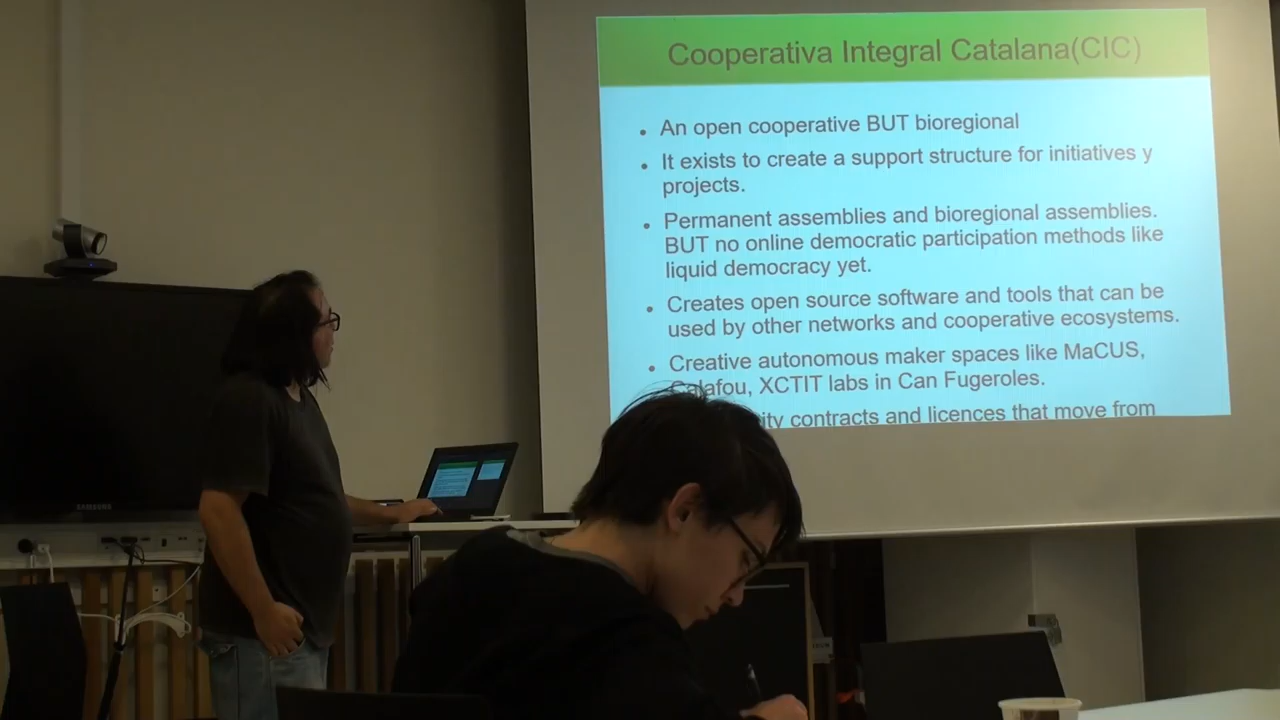 Cooperativa Integral Catalana(CIC)
An open cooperative BUT bioregional
It exists to create a support structure for initiatives y
projects.
Permanent assemblies and bioregional assemblies.
BUT no online democratic participation methods like
liquid democracy yet.
Creates open source software and tools that can be
used by other networks and cooperative ecosystems.
Creative autonomous maker spaces like MaCUS,
Calafou, XCTIT labs in Can Fugeroles.
contracts and licences that move from
SAMSUNG